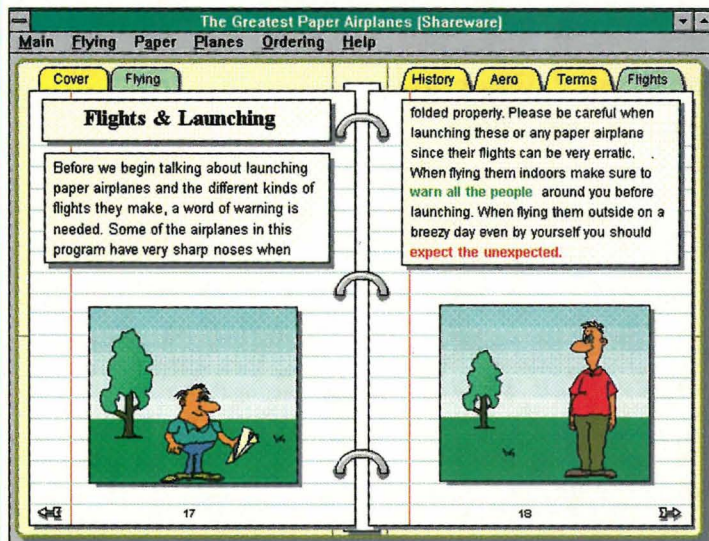 The Greatest Paper Airplanes (Shareware)
Main Flying Paper Planes Ordering Help
Cover Flying
History Aero Terms Flights
Flights & Launching
Before we begin talking about launching
paper airplanes and the different kinds of
flights they make, a word of warning is
needed. Some of the airplanes in this
program have very sharp noses when
17
folded properly. Please be careful when
launching these or any paper airplane
since their flights can be very erratic.
When flying them indoors make sure to
warn all the people around you before
launching. When flying them outside on a
breezy day even by yourself you should
expect the unexpected.
18